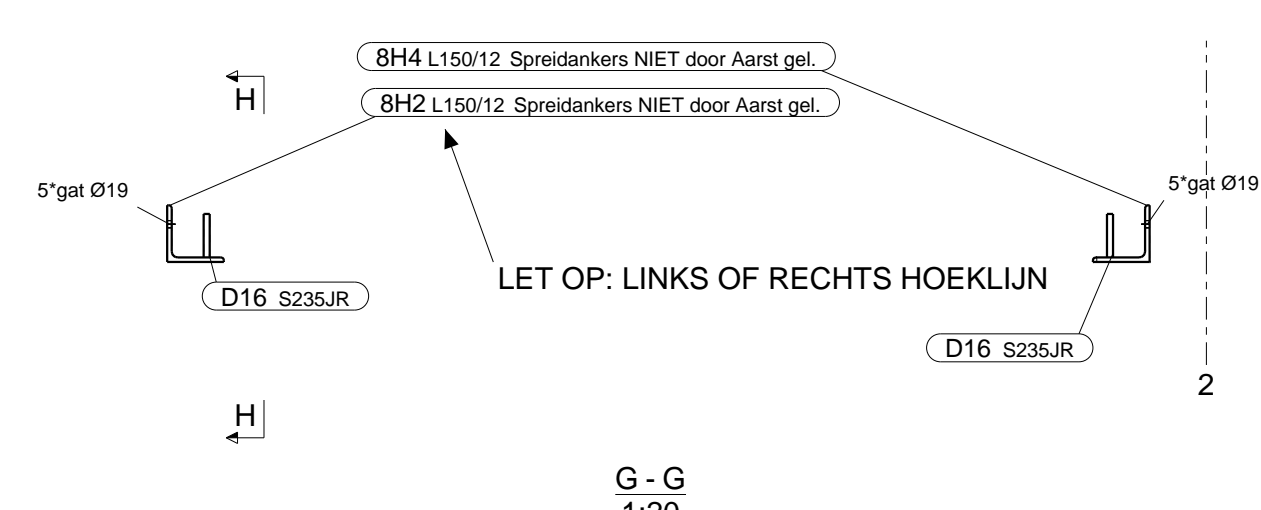 8H4 L150/12 Spreidankers NIET door Aarst gel.
H
8H2 L150/12 Spreidankers NIET door Aarst gel.
5*gat Ø19
5*gat Ø19
LET OP: LINKS OF RECHTS HOEKLIJN
D16 S235JR
D16 S235JR
2
H
G - G
1:20